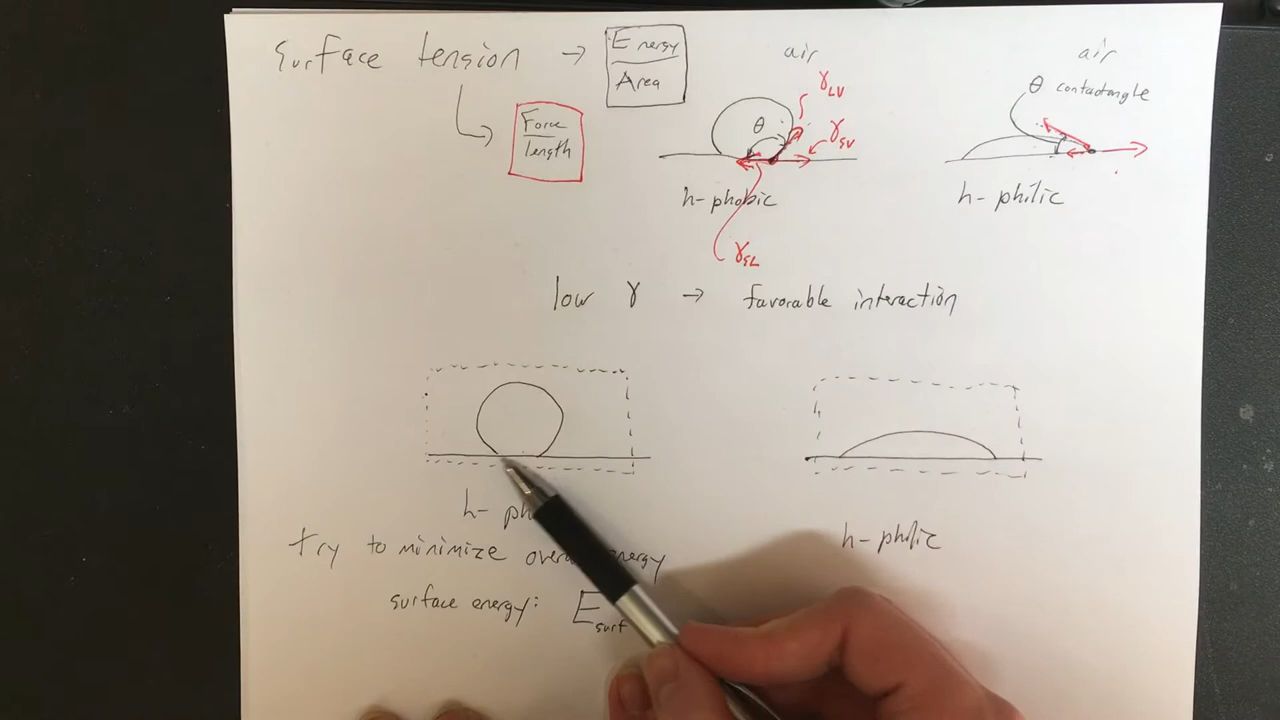 surface tension → Energy
Area
Force
length
air
θ
γLV
γSV
γSL
h-phobic
air
θ contact angle
h-philic
low γ → favorable interaction
h- ph
h-philic
try to minimize overall energy
surface energy: Esurf